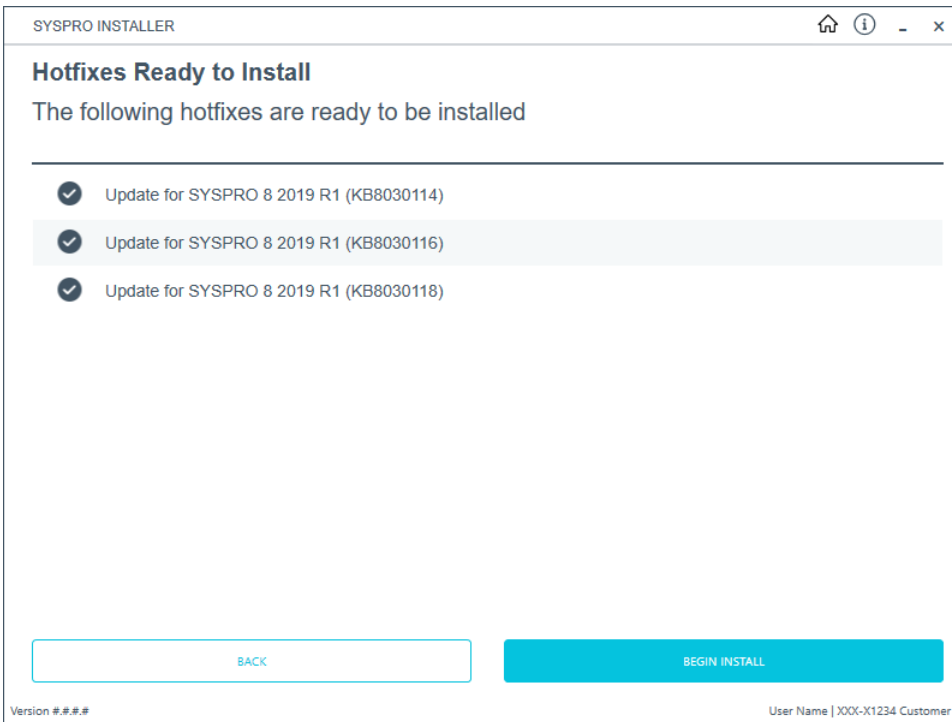 SYSPRO INSTALLER
Hotfixes Ready to Install
The following hotfixes are ready to be installed
Update for SYSPRO 8 2019 R1 (KB8030114)
Update for SYSPRO 8 2019 R1 (KB8030116)
Update for SYSPRO 8 2019 R1 (KB8030118)
BACK
BEGIN INSTALL
Version #.#.#.#
User Name | XXX-X1234 Customer